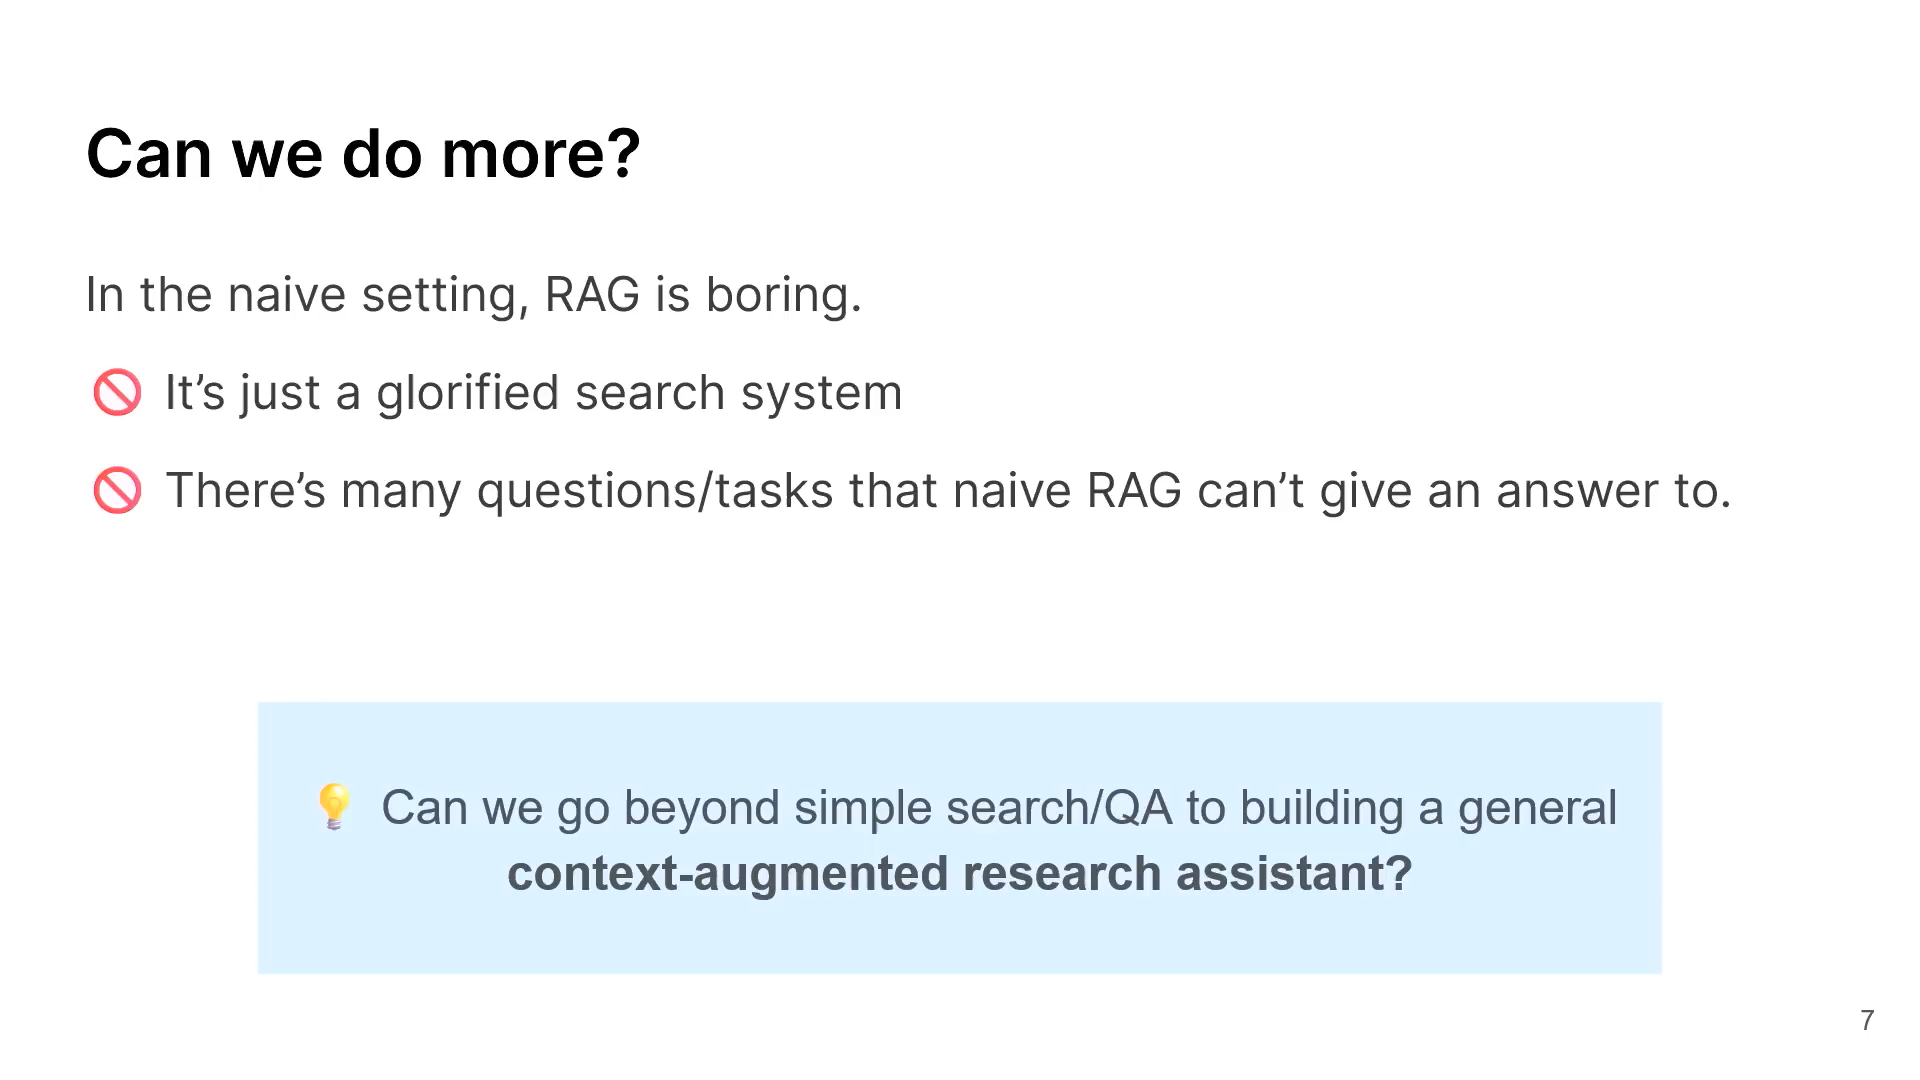 Can we do more?
In the naive setting, RAG is boring.
🚫 It’s just a glorified search system
🚫 There’s many questions/tasks that naive RAG can’t give an answer to.
💡 Can we go beyond simple search/QA to building a general
context-augmented research assistant?
7